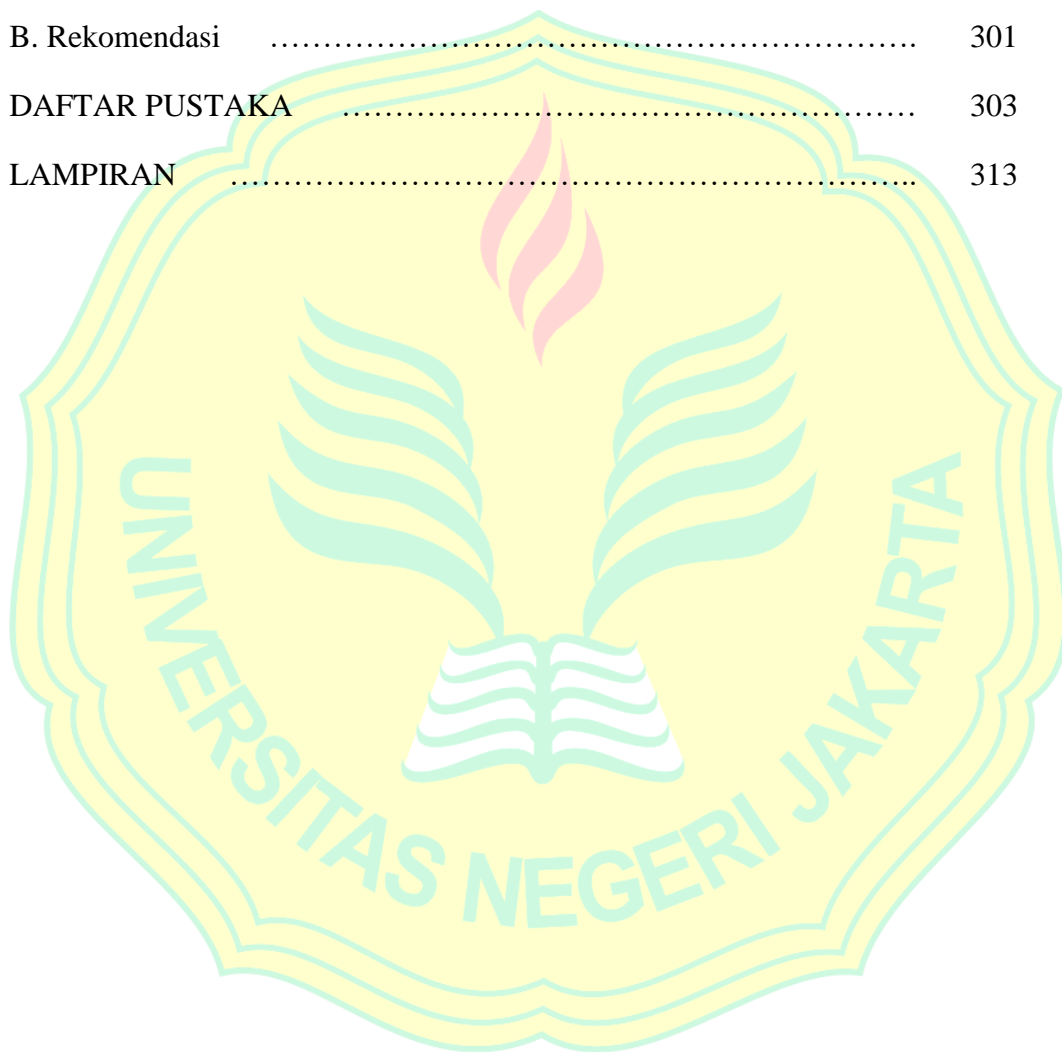 B. Rekomendasi ………………………………………………………. 301
DAFTAR PUSTAKA ……………………………………………… 303
LAMPIRAN ……………………………………………………….. 313
UNIVERSITAS NEGERI JAKARTA